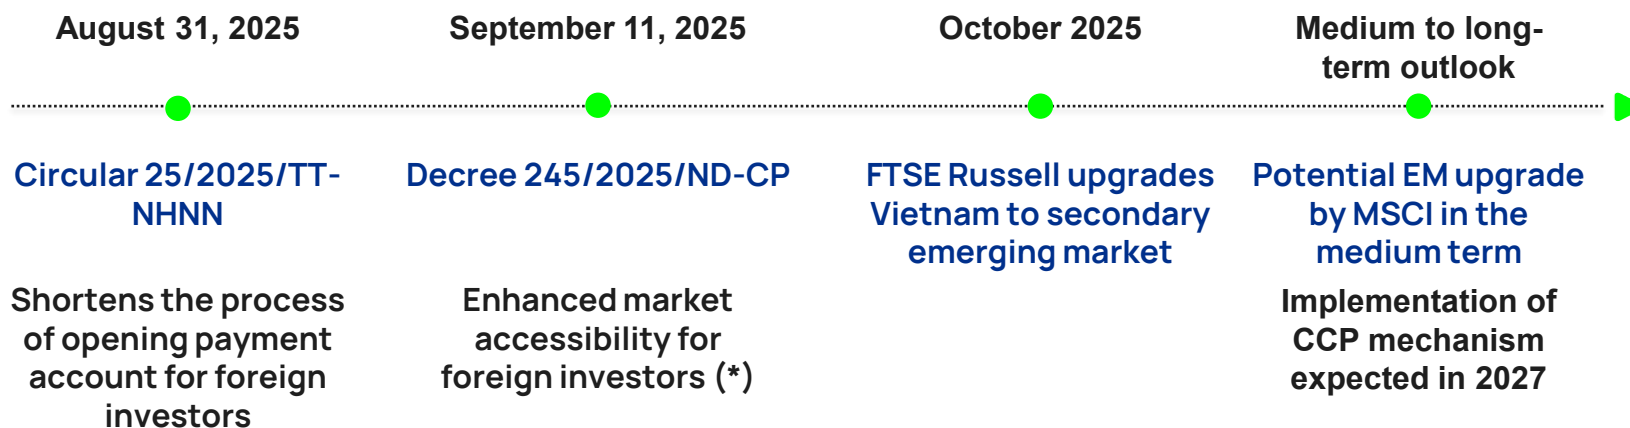 August 31, 2025
September 11, 2025
October 2025
Medium to long-
term outlook
Circular 25/2025/TT-
NHNN
Shortens the process
of opening payment
account for foreign
investors
Decree 245/2025/ND-CP
Enhanced market
accessibility for
foreign investors (*)
FTSE Russell upgrades
Vietnam to secondary
emerging market
Potential EM upgrade
by MSCI in the
medium term
Implementation of
CCP mechanism
expected in 2027